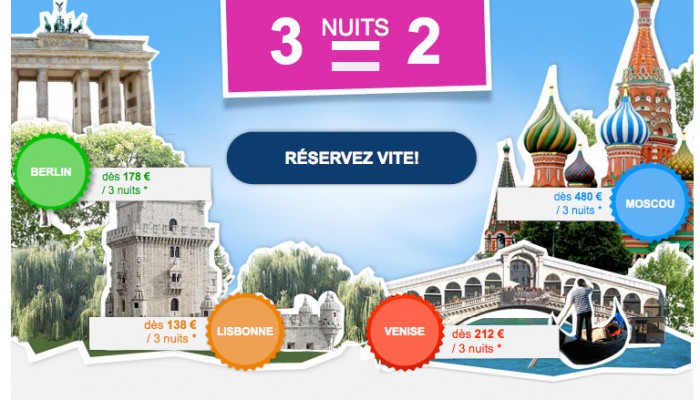 3 NUITS = 2
RÉSERVEZ VITE!
BERLIN
dès 178 €
/ 3 nuits *
dès 480 €
/ 3 nuits *
MOSCOU
dès 138 €
/ 3 nuits *
LISBONNE
VENISE
dès 212 €
/ 3 nuits *